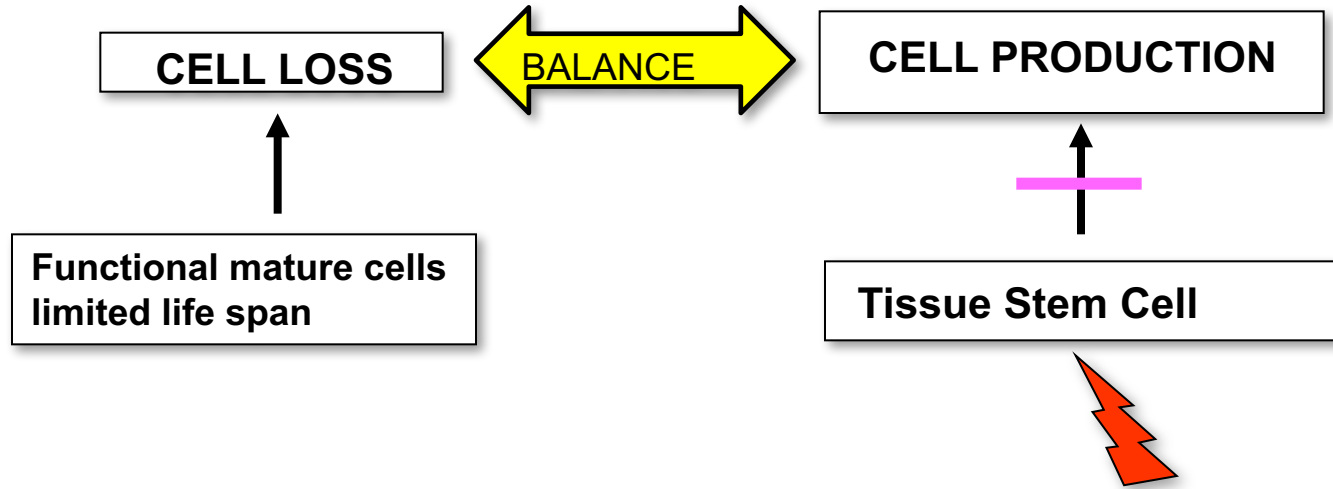 CELL LOSS
BALANCE
CELL PRODUCTION
Functional mature cells
limited life span
Tissue Stem Cell